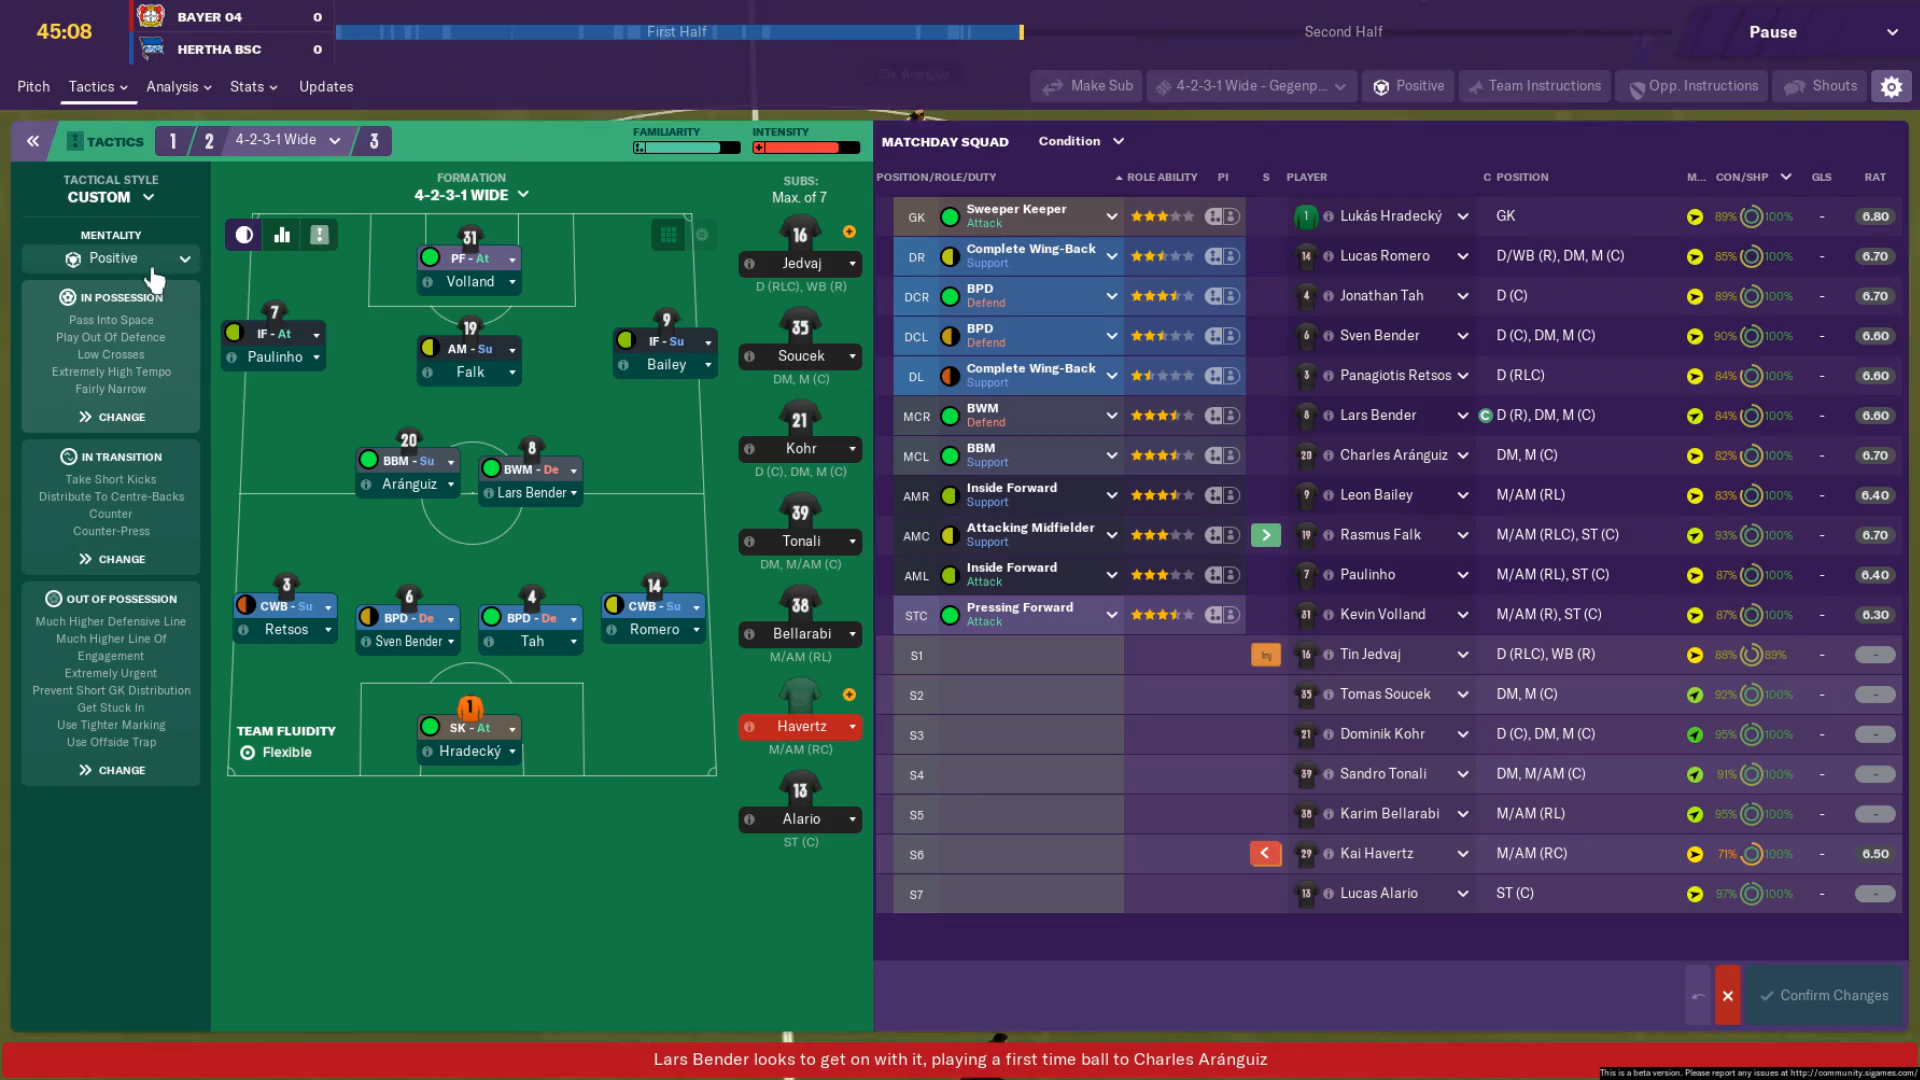 45:08
BAYER 04 0
HERTHA BSC 0
First Half
Second Half
Pause
Pitch
Tactics
Analysis
Stats
Updates
Make Sub
4-2-3-1 Wide - Gegenp...
Positive
Team Instructions
Opp. Instructions
Shouts
TACTICS
1
2
4-2-3-1 Wide
3
FAMILIARITY
INTENSITY
TACTICAL STYLE
CUSTOM
MENTALITY
Positive
IN POSSESSION
Pass Into Space
Play Out Of Defence
Low Crosses
Extremely High Tempo
Fairly Narrow
CHANGE
IN TRANSITION
Take Short Kicks
Distribute To Centre-Backs
Counter
Counter-Press
CHANGE
OUT OF POSSESSION
Much Higher Defensive Line
Much Higher Line Of
Engagement
Extremely Urgent
Prevent Short GK Distribution
Get Stuck In
Use Tighter Marking
Use Offside Trap
CHANGE
FORMATION
4-2-3-1 WIDE
31
PF - At
Volland
7
IF - At
Paulinho
19
AM - Su
Falk
9
IF - Su
Bailey
20
BBM - Su
Aránguiz
8
BWM - De
Lars Bender
3
CWB - Su
Retsos
6
BPD - De
Sven Bender
4
BPD - De
Tah
14
CWB - Su
Romero
1
SK - At
Hradecký
TEAM FLUIDITY
Flexible
SUBS:
Max. of 7
16
Jedvaj
D (RLC), WB (R)
35
Soucek
DM, M (C)
21
Kohr
D (C), DM, M (C)
39
Tonali
DM, M/AM (C)
38
Bellarabi
M/AM (RL)
Havertz
M/AM (RC)
13
Alario
ST (C)
MATCHDAY SQUAD
Condition
POSITION/ROLE/DUTY ROLE ABILITY PI S PLAYER C POSITION M... CON/SHP GLS RAT
GK Sweeper Keeper Attack 1 Lukás Hradecký GK 89% 100% - 6.80
DR Complete Wing-Back Support 14 Lucas Romero D/WB (R), DM, M (C) 85% 100% - 6.70
DCR BPD Defend 4 Jonathan Tah D (C) 89% 100% - 6.70
DCL BPD Defend 6 Sven Bender D (C), DM, M (C) 90% 100% - 6.60
DL Complete Wing-Back Support 3 Panagiotis Retsos D (RLC) 84% 100% - 6.60
MCR BWM Defend 8 Lars Bender C D (R), DM, M (C) 84% 100% - 6.60
MCL BBM Support 20 Charles Aránguiz DM, M (C) 82% 100% - 6.70
AMR Inside Forward Support 9 Leon Bailey M/AM (RL) 83% 100% - 6.40
AMC Attacking Midfielder Support 19 Rasmus Falk M/AM (RLC), ST (C) 93% 100% - 6.70
AML Inside Forward Attack 7 Paulinho M/AM (RL), ST (C) 87% 100% - 6.40
STC Pressing Forward Attack 31 Kevin Volland M/AM (R), ST (C) 87% 100% - 6.30
S1 Inj 16 Tin Jedvaj D (RLC), WB (R) 88% 89% - -
S2 35 Tomas Soucek DM, M (C) 92% 100% - -
S3 21 Dominik Kohr D (C), DM, M (C) 95% 100% - -
S4 39 Sandro Tonali DM, M/AM (C) 91% 100% - -
S5 38 Karim Bellarabi M/AM (RL) 95% 100% - -
S6 29 Kai Havertz M/AM (RC) 71% 100% - 6.50
S7 13 Lucas Alario ST (C) 97% 100% - -
Confirm Changes
Lars Bender looks to get on with it, playing a first time ball to Charles Aránguiz
This is a beta version. Please report any issues at http://community.sigames.com/